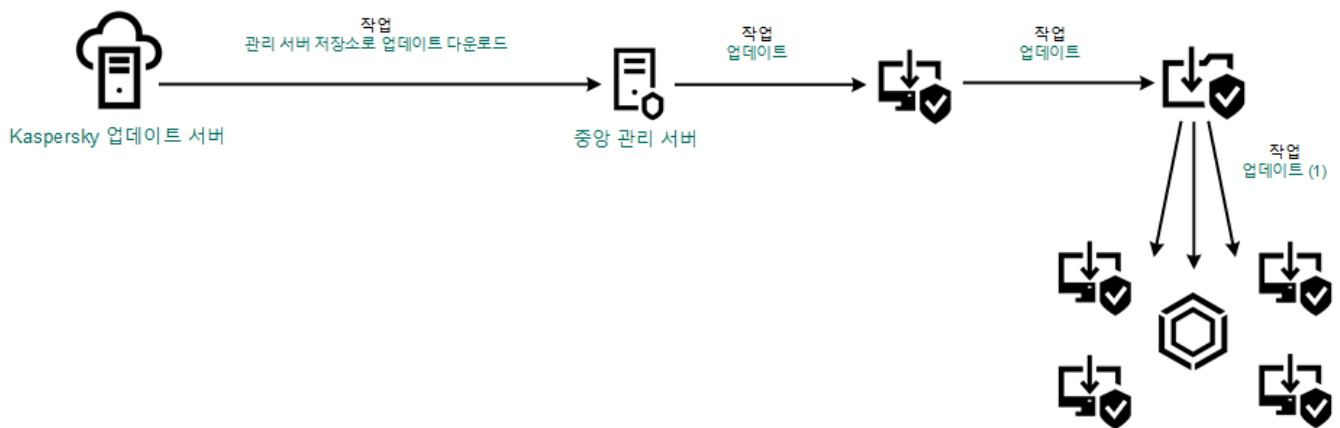 작업
관리 서버 저장소로 업데이트 다운로드
작업
업데이트
작업
업데이트
Kaspersky 업데이트 서버
중앙 관리 서버
작업
업데이트 (1)